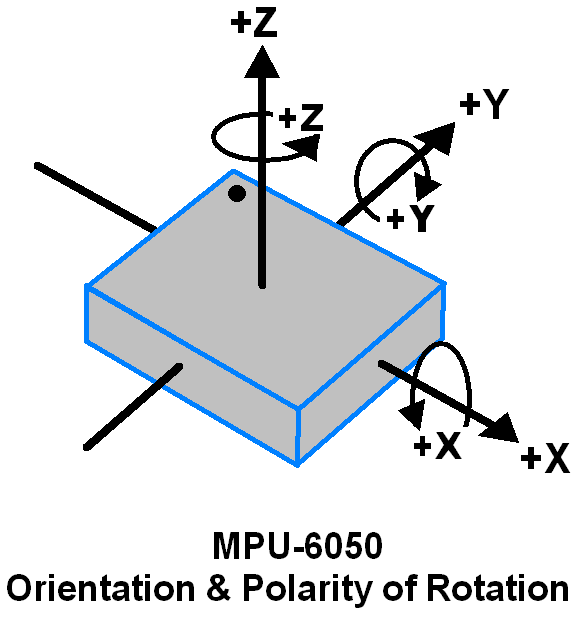 +Z
+Z
+Y
+Y
+X
+X
MPU-6050
Orientation & Polarity of Rotation